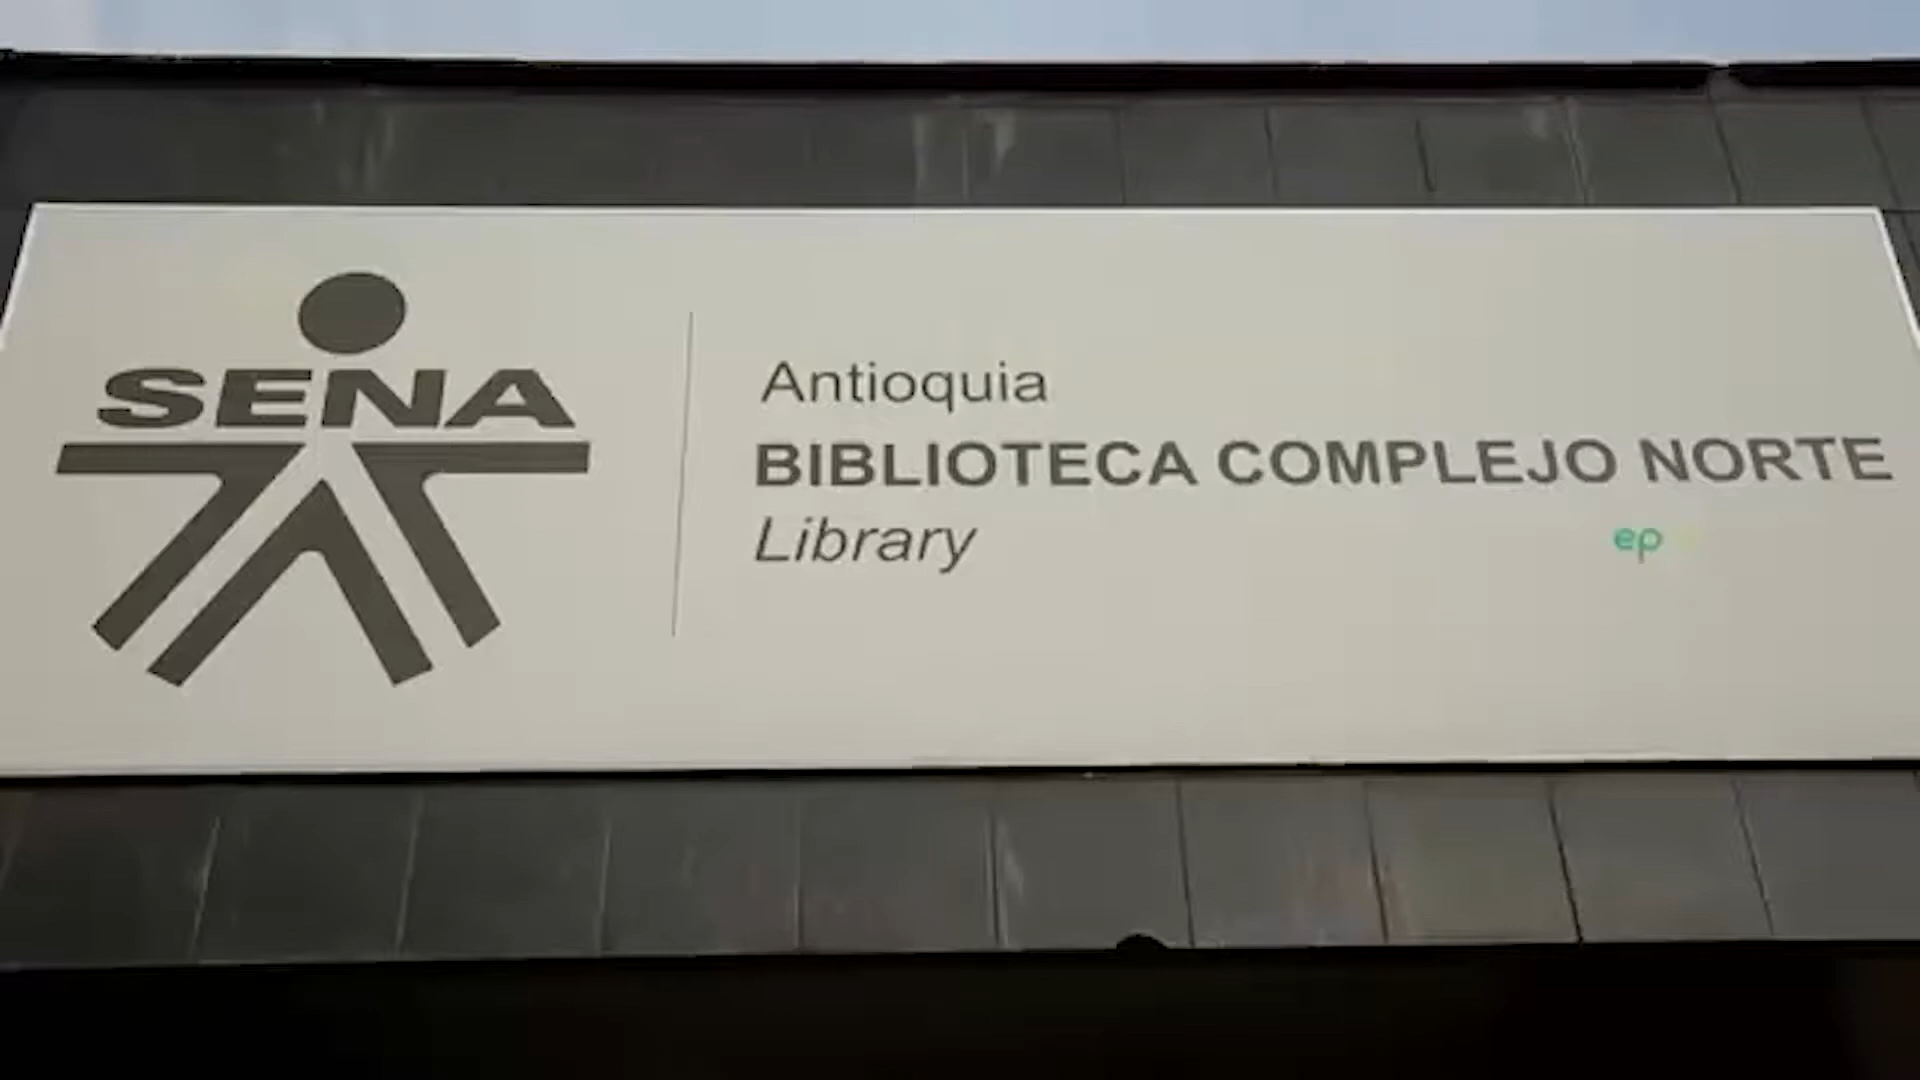 SENA
Antioquia
BIBLIOTECA COMPLEJO NORTE
Library
ep